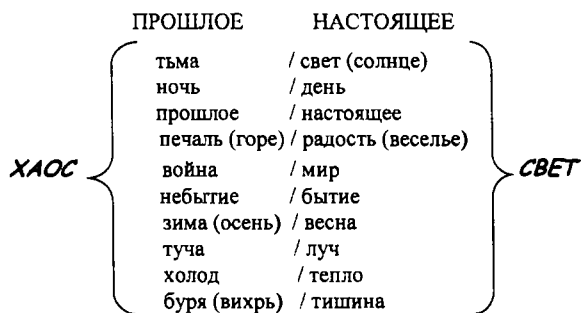 ПРОШЛОЕ НАСТОЯЩЕЕ
тьма / свет (солнце)
ночь / день
прошлое / настоящее
печаль (горе) / радость (веселье)
ХАОС
война / мир
СВЕТ
небытие / бытие
зима (осень) / весна
туча / луч
холод / тепло
буря (вихрь) / тишина